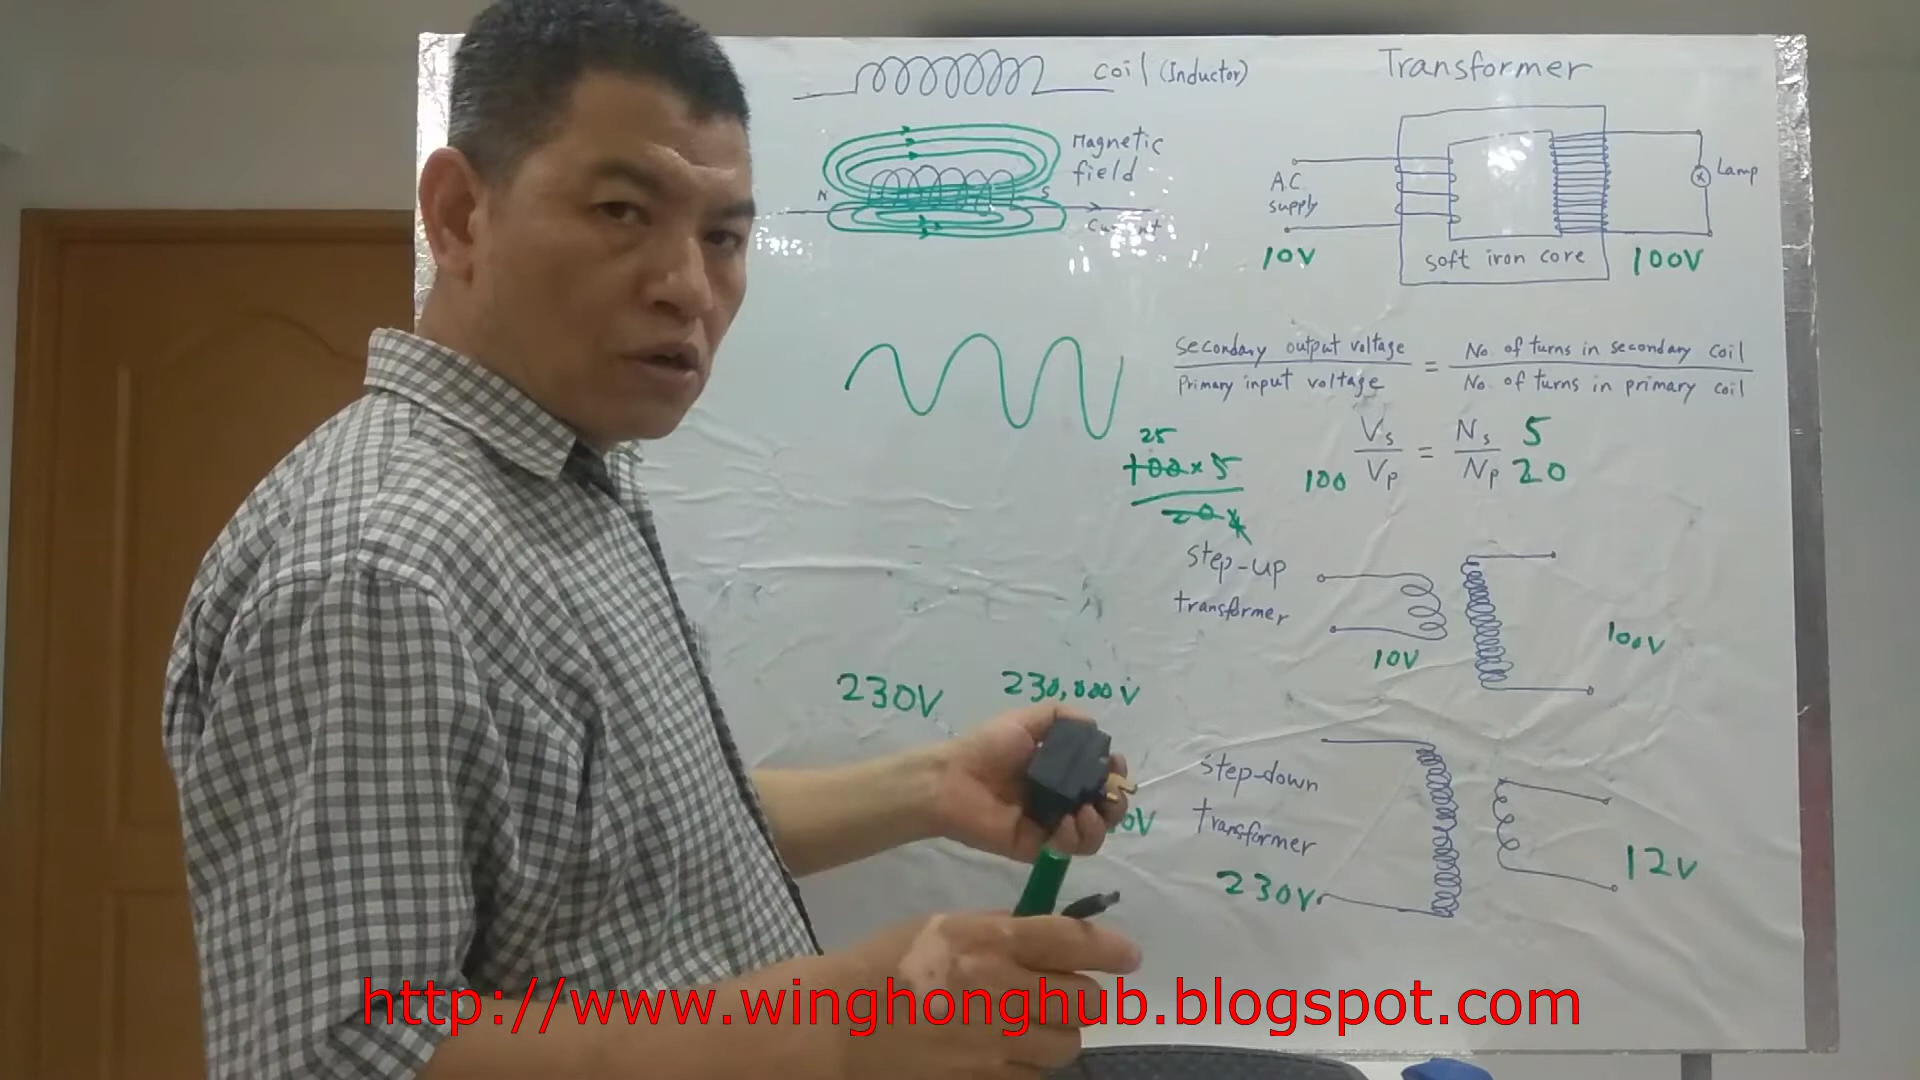 coil (Inductor)
Transformer
Magnetic
field
N
S
Current
A.C.
supply
Lamp
10V
soft iron core
100V
Secondary output voltage
Primary input voltage
=
No. of turns in secondary coil
No. of turns in primary coil
25
100 x 5
20
100
Vs
Vp
=
Ns
Np
5
20
Step-up
transformer
10V
100V
230V
230,000V
0V
Step-down
transformer
230V
12V
http://www.winghonghub.blogspot.com